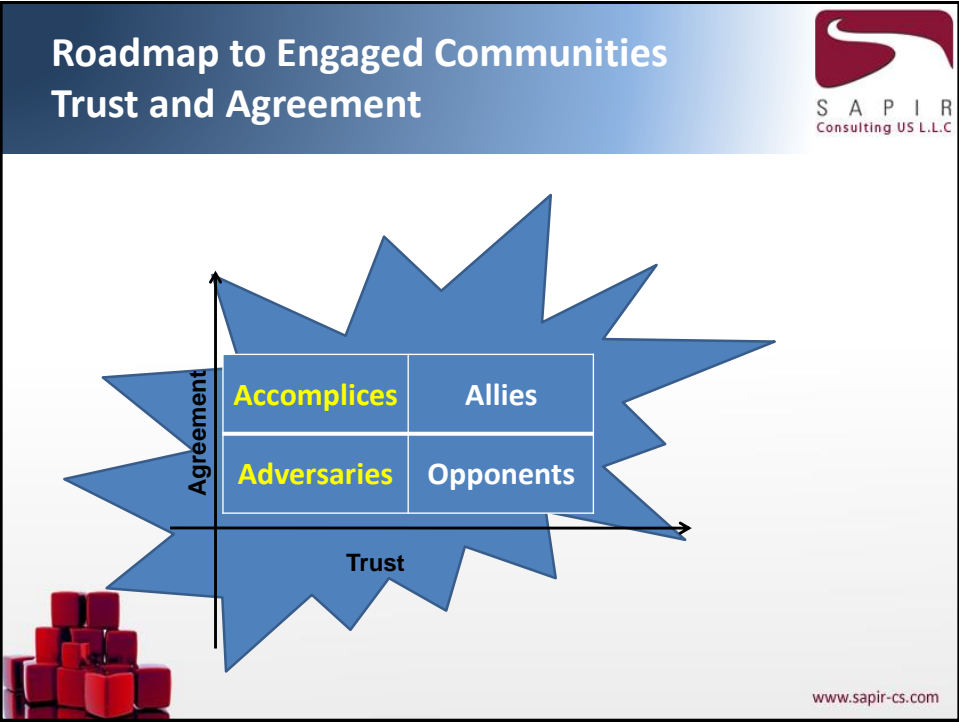 Roadmap to Engaged Communities
Trust and Agreement
SAPIR
Consulting US L.L.C
Agreement
Accomplices
Allies
Adversaries
Opponents
Trust
www.sapir-cs.com